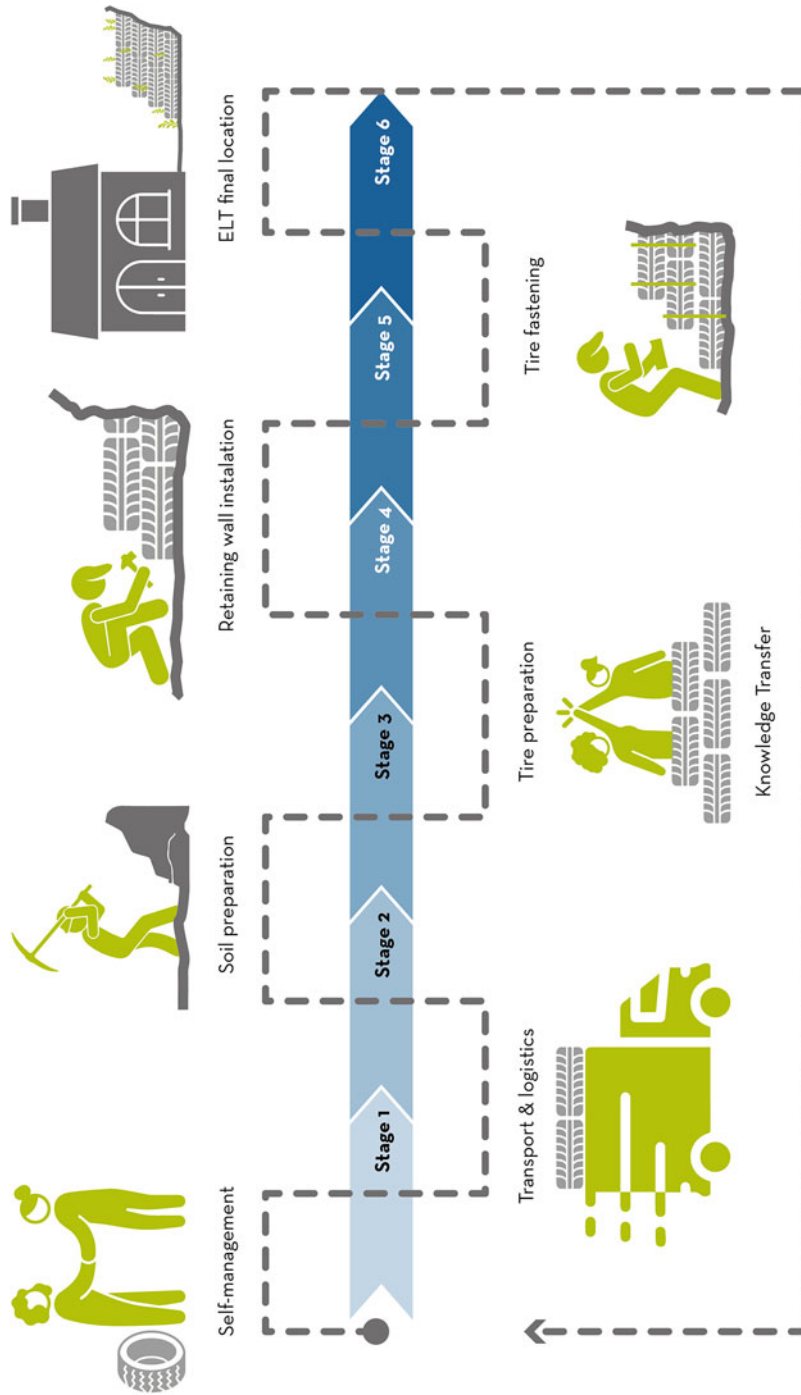 Self-management
Soil preparation
Retaining wall instalation
ELT final location
Stage 1
Stage 2
Stage 3
Stage 4
Stage 5
Stage 6
Transport & logistics
Tire preparation
Tire fastening
Knowledge Transfer